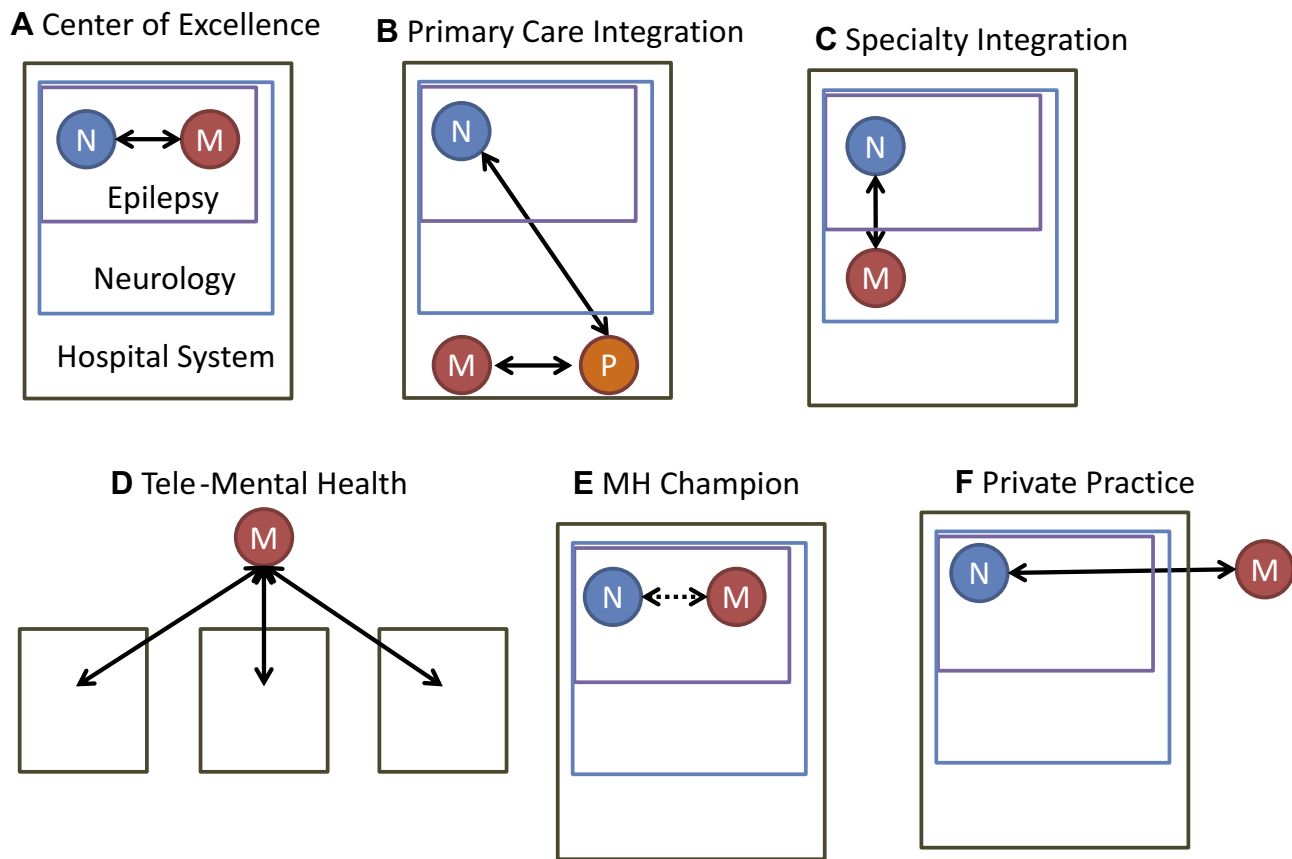 A Center of Excellence
B Primary Care Integration
C Specialty Integration
N
M
Epilepsy
Neurology
Hospital System
N
M
P
N
M
D Tele-Mental Health
E MH Champion
F Private Practice
M
N
M
N
M